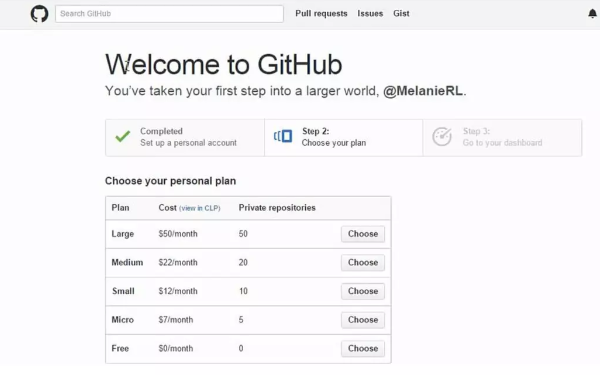 Search GitHub
Pull requests Issues Gist
Welcome to GitHub
You've taken your first step into a larger world, @MelanieRL.
Completed
Set up a personal account
Step 2:
Choose your plan
Step 3:
Go to your dashboard
Choose your personal plan
Plan Cost (view in CLP) Private repositories
Large $50/month 50 Choose
Medium $22/month 20 Choose
Small $12/month 10 Choose
Micro $7/month 5 Choose
Free $0/month 0 Choose